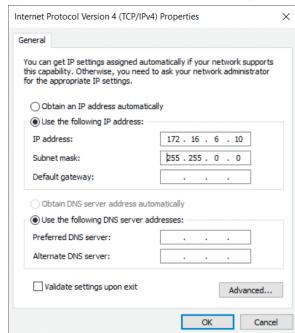 Internet Protocol Version 4 (TCP/IPv4) Properties
General
You can get IP settings assigned automatically if your network supports
this capability. Otherwise, you need to ask your network administrator
for the appropriate IP settings.
Obtain an IP address automatically
Use the following IP address:
IP address: 172 . 16 . 6 . 10
Subnet mask: 255 . 255 . 0 . 0
Default gateway: . . .
Obtain DNS server address automatically
Use the following DNS server addresses:
Preferred DNS server: . . .
Alternate DNS server: . . .
Validate settings upon exit
Advanced...
OK Cancel